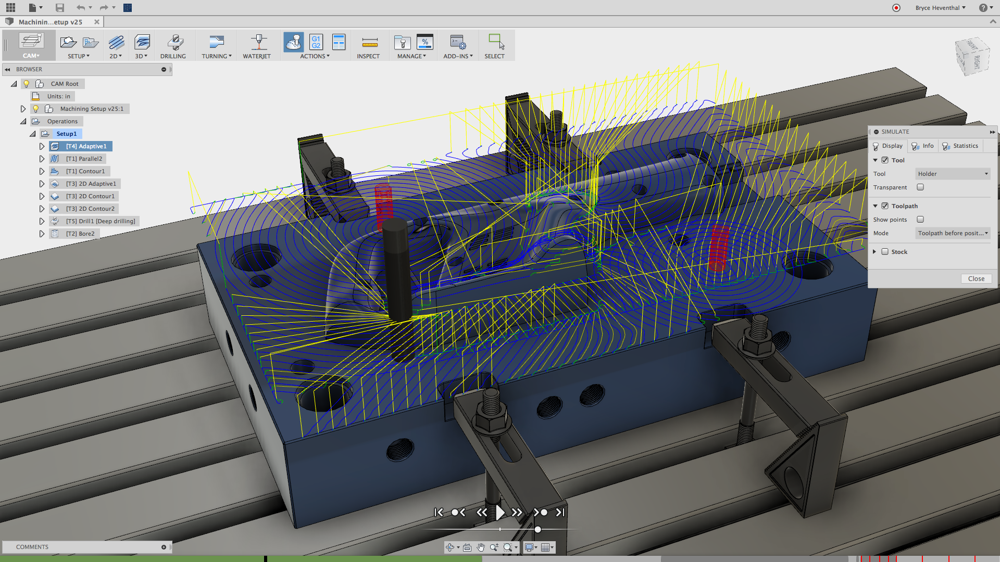 Bryce Heventhal
?
Machinin...etup v25
CAM
SETUP
2D
3D
DRILLING
TURNING
WATERJET
G1
G2
ACTIONS
INSPECT
%
MANAGE
ADD-INS
SELECT
FRONT
RIGHT
BROWSER
CAM Root
Units: in
Machining Setup v25:1
Operations
Setup1
[T4] Adaptive1
[T1] Parallel2
[T1] Contour1
[T3] 2D Adaptive1
[T3] 2D Contour1
[T3] 2D Contour2
[T5] Drill1 [Deep drilling]
[T2] Bore2
SIMULATE
Display
Info
Statistics
Tool
Tool
Holder
Transparent
Toolpath
Show points
Mode
Toolpath before posit...
Stock
Close
COMMENTS